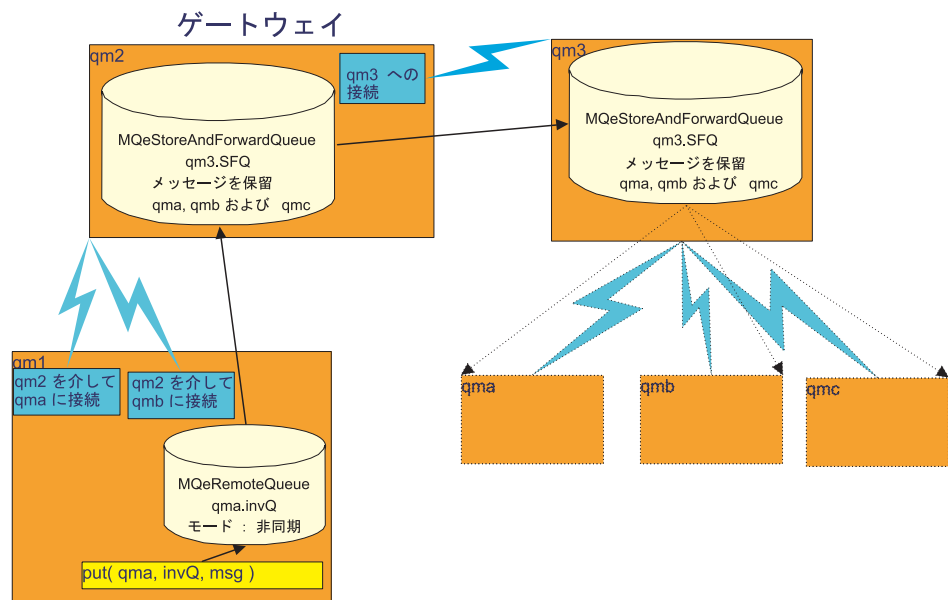 ゲートウェイ
qm2
qm3 への
接続
MQeStoreAndForwardQueue
qm3.SFQ
メッセージを保留
qma, qmb および qmc
qm3
MQeStoreAndForwardQueue
qm3.SFQ
メッセージを保留
qma, qmb および qmc
qm1
qm2 を介して
qma に接続
qm2 を介して
qmb に接続
MQeRemoteQueue
qma.invQ
モード : 非同期
put( qma, invQ, msg )
qma
qmb
qmc